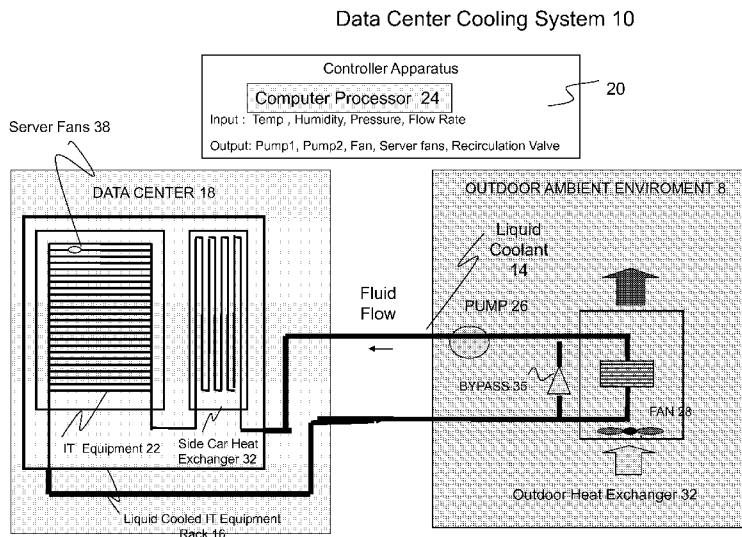 Data Center Cooling System 10
Controller Apparatus
Computer Processor 24
Input : Temp , Humidity, Pressure, Flow Rate
Output: Pump1, Pump2, Fan, Server fans, Recirculation Valve
20
Server Fans 38
DATA CENTER 18
OUTDOOR AMBIENT ENVIROMENT 8
Liquid
Coolant
14
Fluid
Flow
PUMP 26
BYPASS 35
FAN 28
IT Equipment 22
Side Car Heat
Exchanger 32
Outdoor Heat Exchanger 32
Liquid Cooled IT Equipment
Rack 16